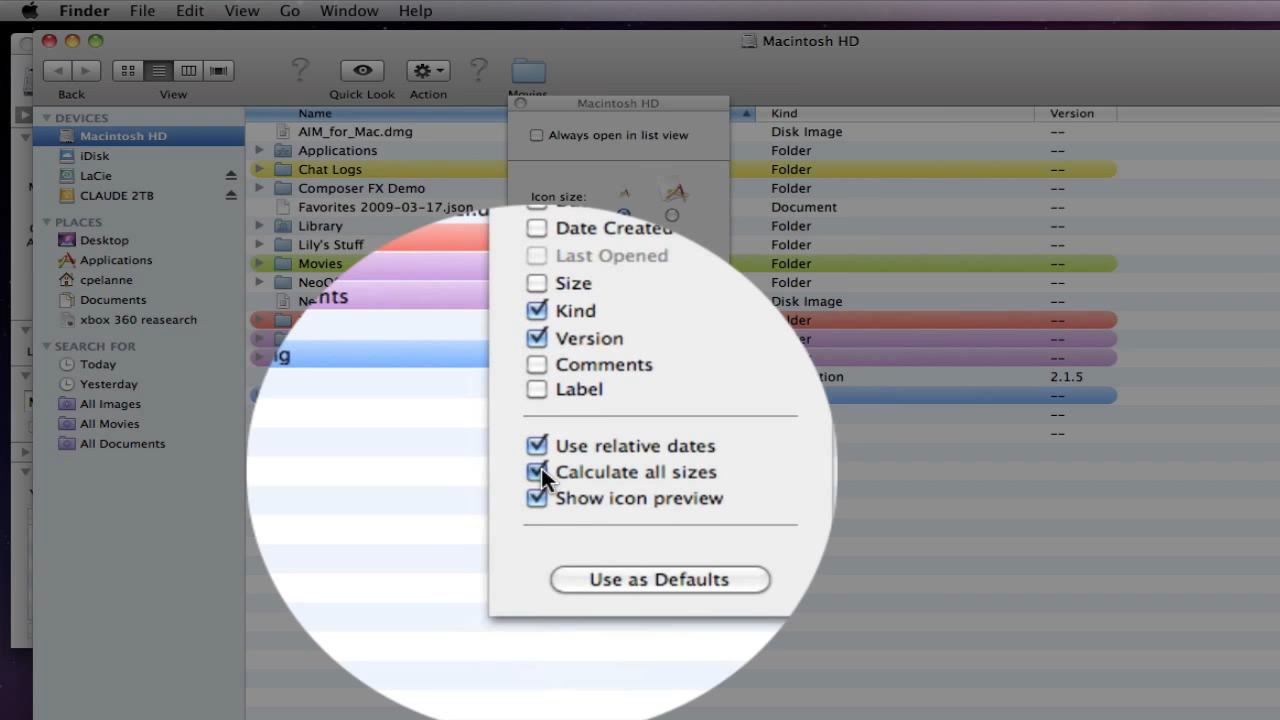 Finder File Edit View Go Window Help
Macintosh HD
Back View Quick Look Action
DEVICES
Macintosh HD
iDisk
LaCie
CLAUDE 2TB
PLACES
Desktop
Applications
cpelanne
Documents
xbox 360 reasearch
SEARCH FOR
Today
Yesterday
All Images
All Movies
All Documents
Name Kind Version
AIM_for_Mac.dmg Disk Image --
Applications Folder --
Chat Logs Folder --
Composer FX Demo Folder --
Favorites 2009-03-17.json Document --
Library Folder --
Lily's Stuff Folder --
Movies Folder --
Folder --
Disk Image --
--
--
--
2.1.5
--
--
--
Macintosh HD
Always open in list view
Icon size:
Date Created
Last Opened
Size
Kind
Version
Comments
Label
Use relative dates
Calculate all sizes
Show icon preview
Use as Defaults